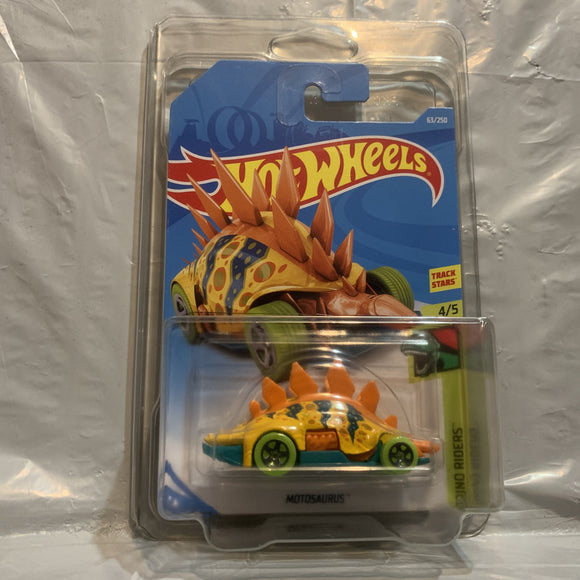 63/250
HOT WHEELS
TRACK
STARS
4/5
DINO RIDERS
MOTOSAURUS